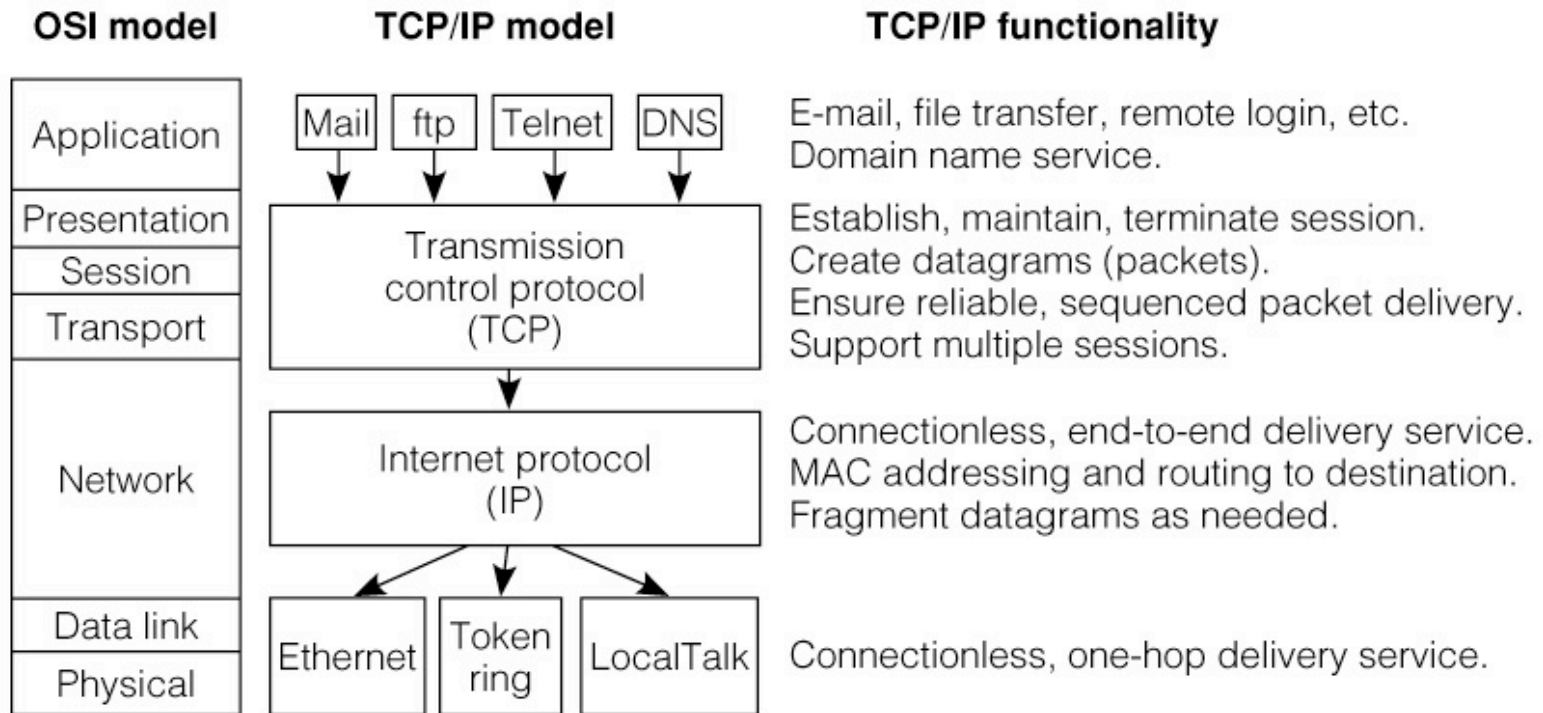 OSI model
TCP/IP model
TCP/IP functionality
Application
Presentation
Session
Transport
Network
Data link
Physical
Mail
ftp
Telnet
DNS
Transmission
control protocol
(TCP)
Internet protocol
(IP)
Ethernet
Token
ring
LocalTalk
E-mail, file transfer, remote login, etc.
Domain name service.
Establish, maintain, terminate session.
Create datagrams (packets).
Ensure reliable, sequenced packet delivery.
Support multiple sessions.
Connectionless, end-to-end delivery service.
MAC addressing and routing to destination.
Fragment datagrams as needed.
Connectionless, one-hop delivery service.